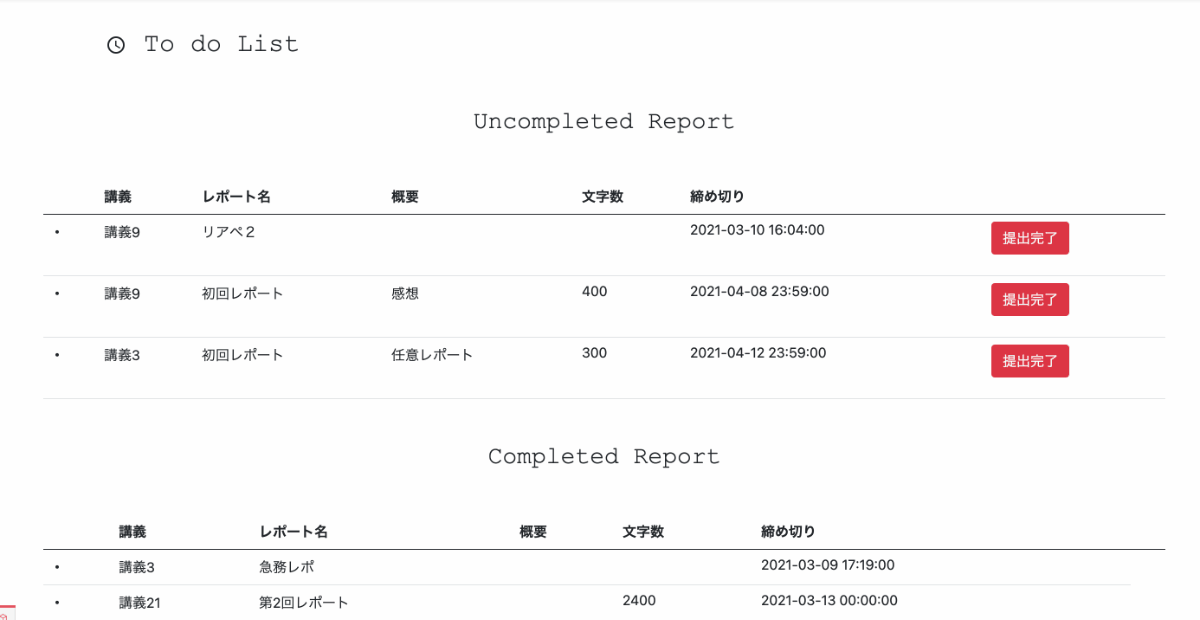 To do List
Uncompleted Report
講義 レポート名 概要 文字数 締め切り
・ 講義9 リアペ２ 2021-03-10 16:04:00 提出完了
・ 講義9 初回レポート 感想 400 2021-04-08 23:59:00 提出完了
・ 講義3 初回レポート 任意レポート 300 2021-04-12 23:59:00 提出完了
Completed Report
講義 レポート名 概要 文字数 締め切り
・ 講義3 急務レポ 2021-03-09 17:19:00
・ 講義21 第2回レポート 2400 2021-03-13 00:00:00